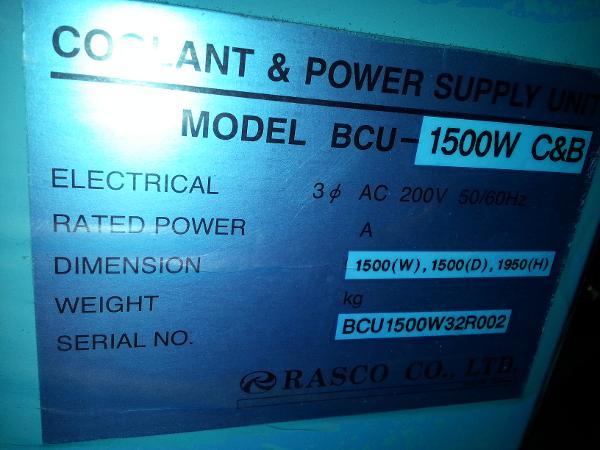 COOLANT & POWER SUPPLY UNIT
MODEL BCU-1500W C&B
ELECTRICAL 3φ AC 200V 50/60Hz
RATED POWER A
DIMENSION 1500(W), 1500(D), 1950(H)
WEIGHT kg
SERIAL NO. BCU1500W32R002
RASCO CO., LTD.